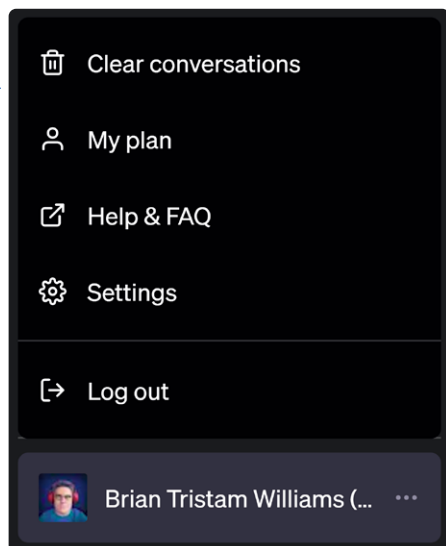 Clear conversations
My plan
Help & FAQ
Settings
Log out
Brian Tristam Williams (...